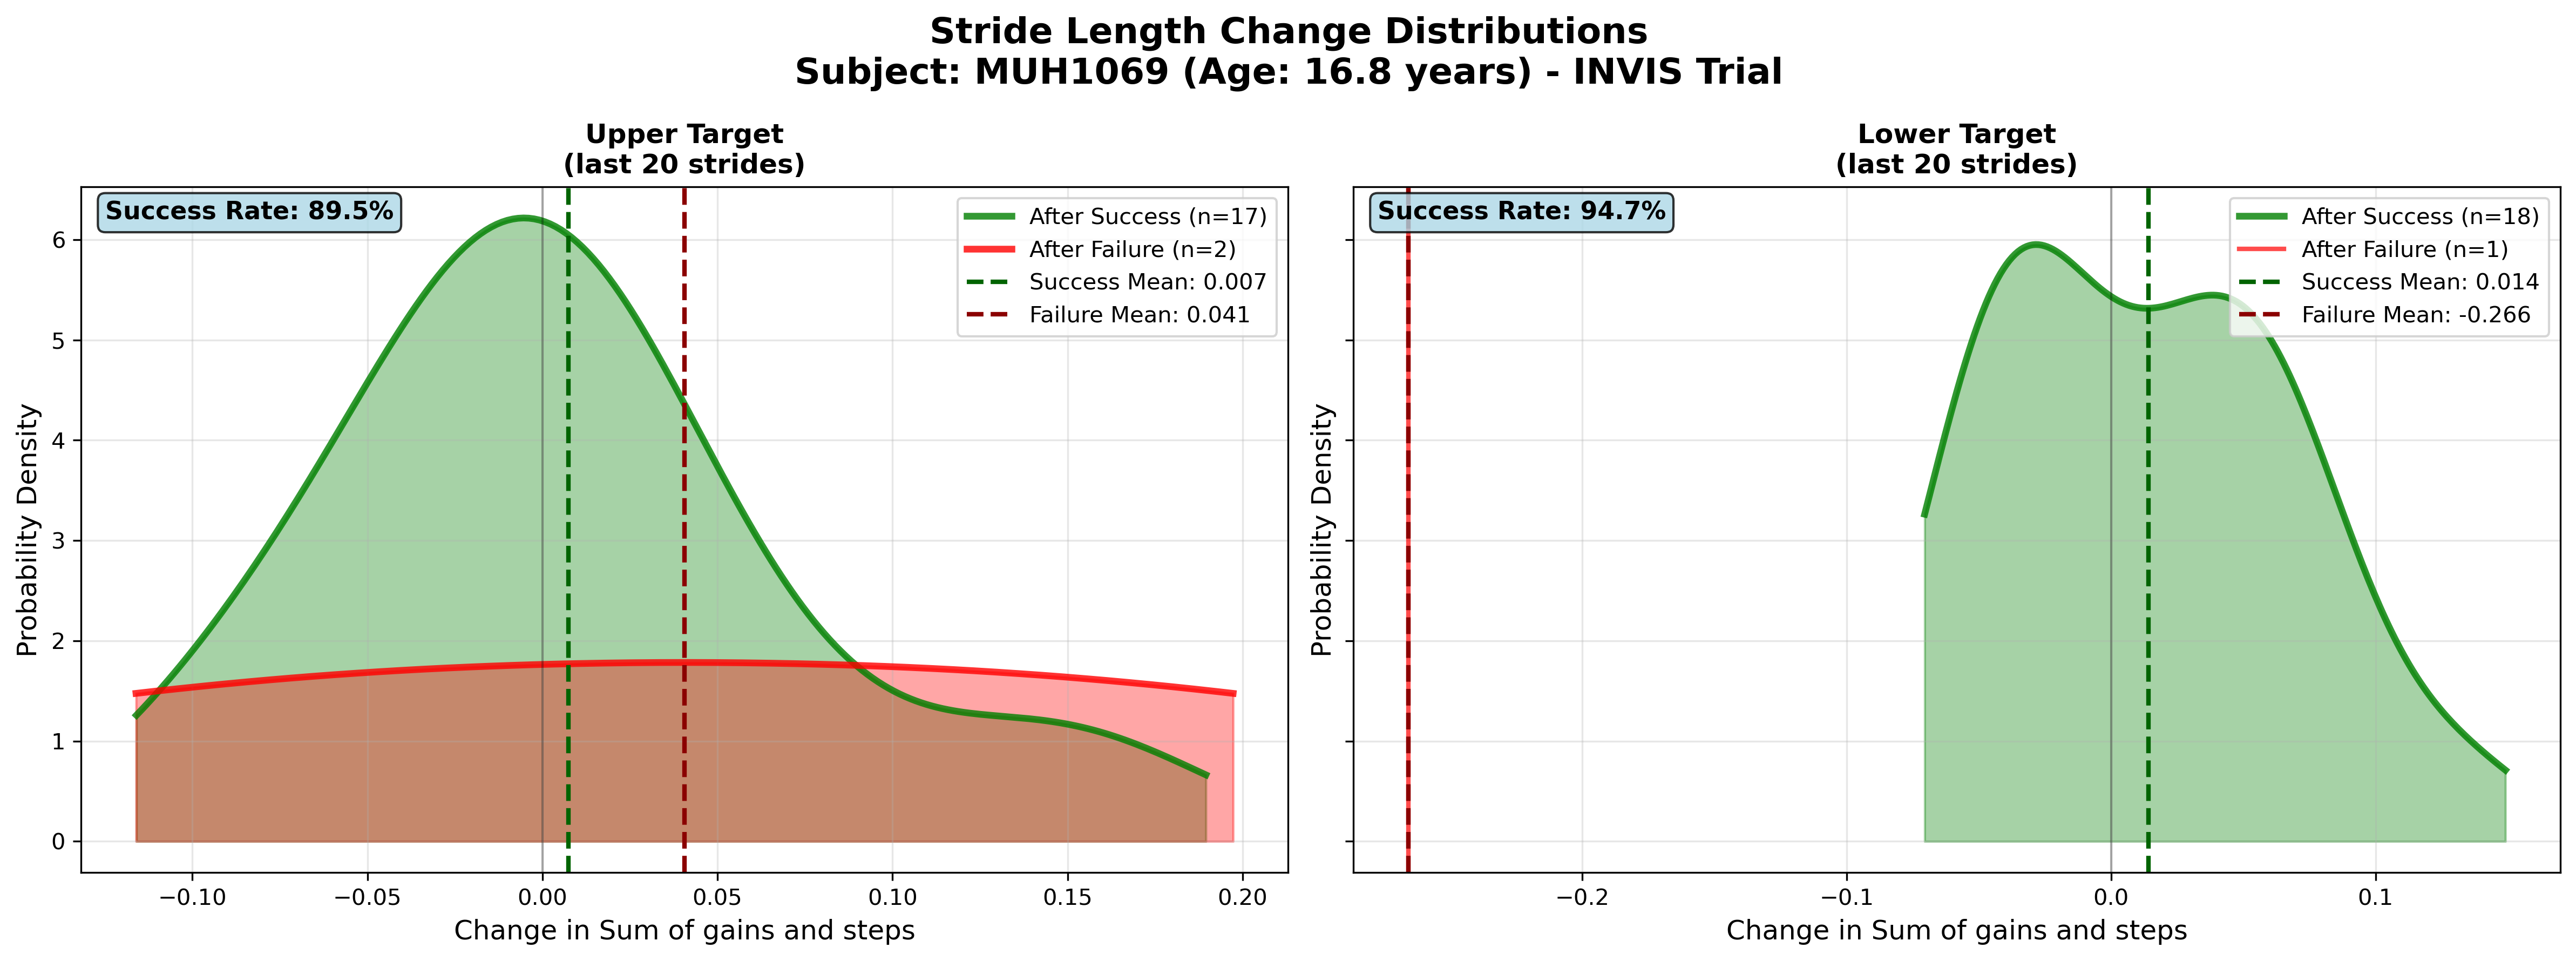 Stride Length Change Distributions
Subject: MUH1069 (Age: 16.8 years) - INVIS Trial
Upper Target
(last 20 strides)
Success Rate: 89.5%
After Success (n=17)
After Failure (n=2)
Success Mean: 0.007
Failure Mean: 0.041
Probability Density
6
5
4
3
2
1
0
−0.10
−0.05
0.00
0.05
0.10
0.15
0.20
Change in Sum of gains and steps
Lower Target
(last 20 strides)
Success Rate: 94.7%
After Success (n=18)
After Failure (n=1)
Success Mean: 0.014
Failure Mean: -0.266
Probability Density
−0.2
−0.1
0.0
0.1
Change in Sum of gains and steps